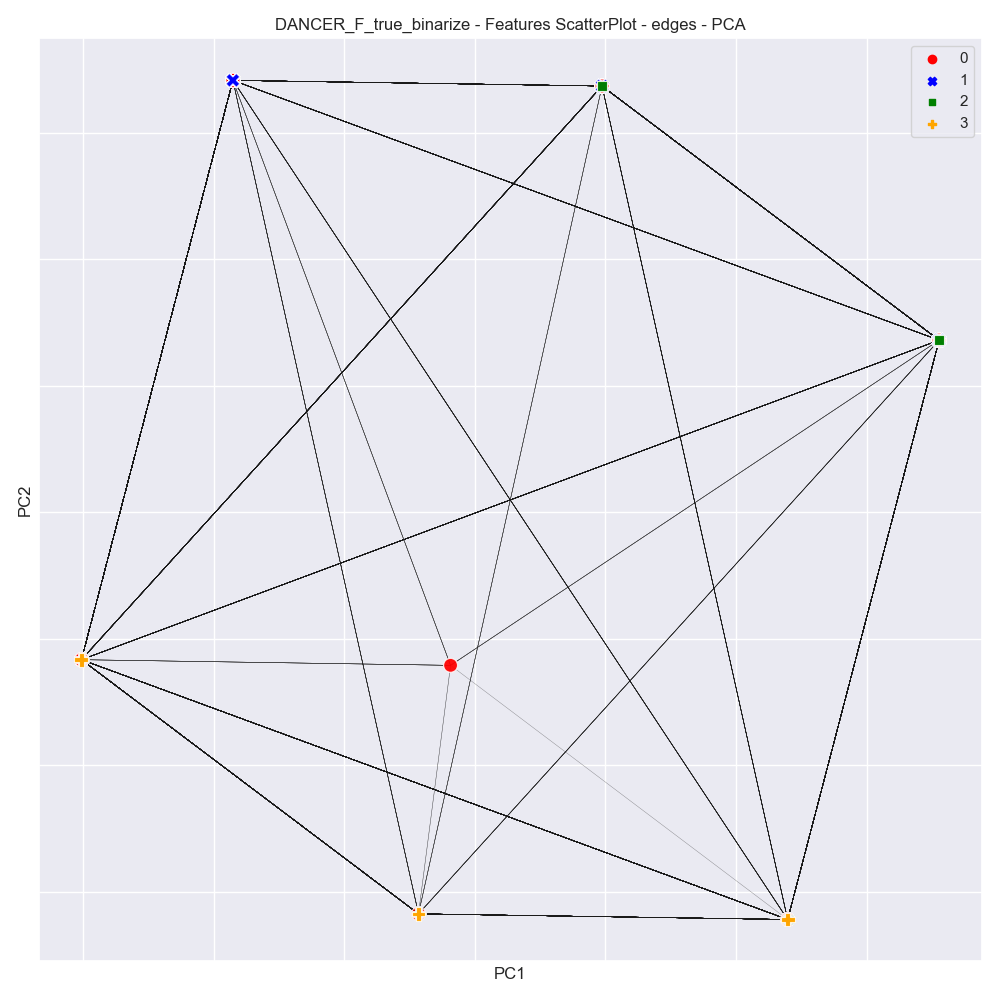 DANCER_F_true_binarize - Features ScatterPlot - edges - PCA
0
1
2
3
PC2
PC1